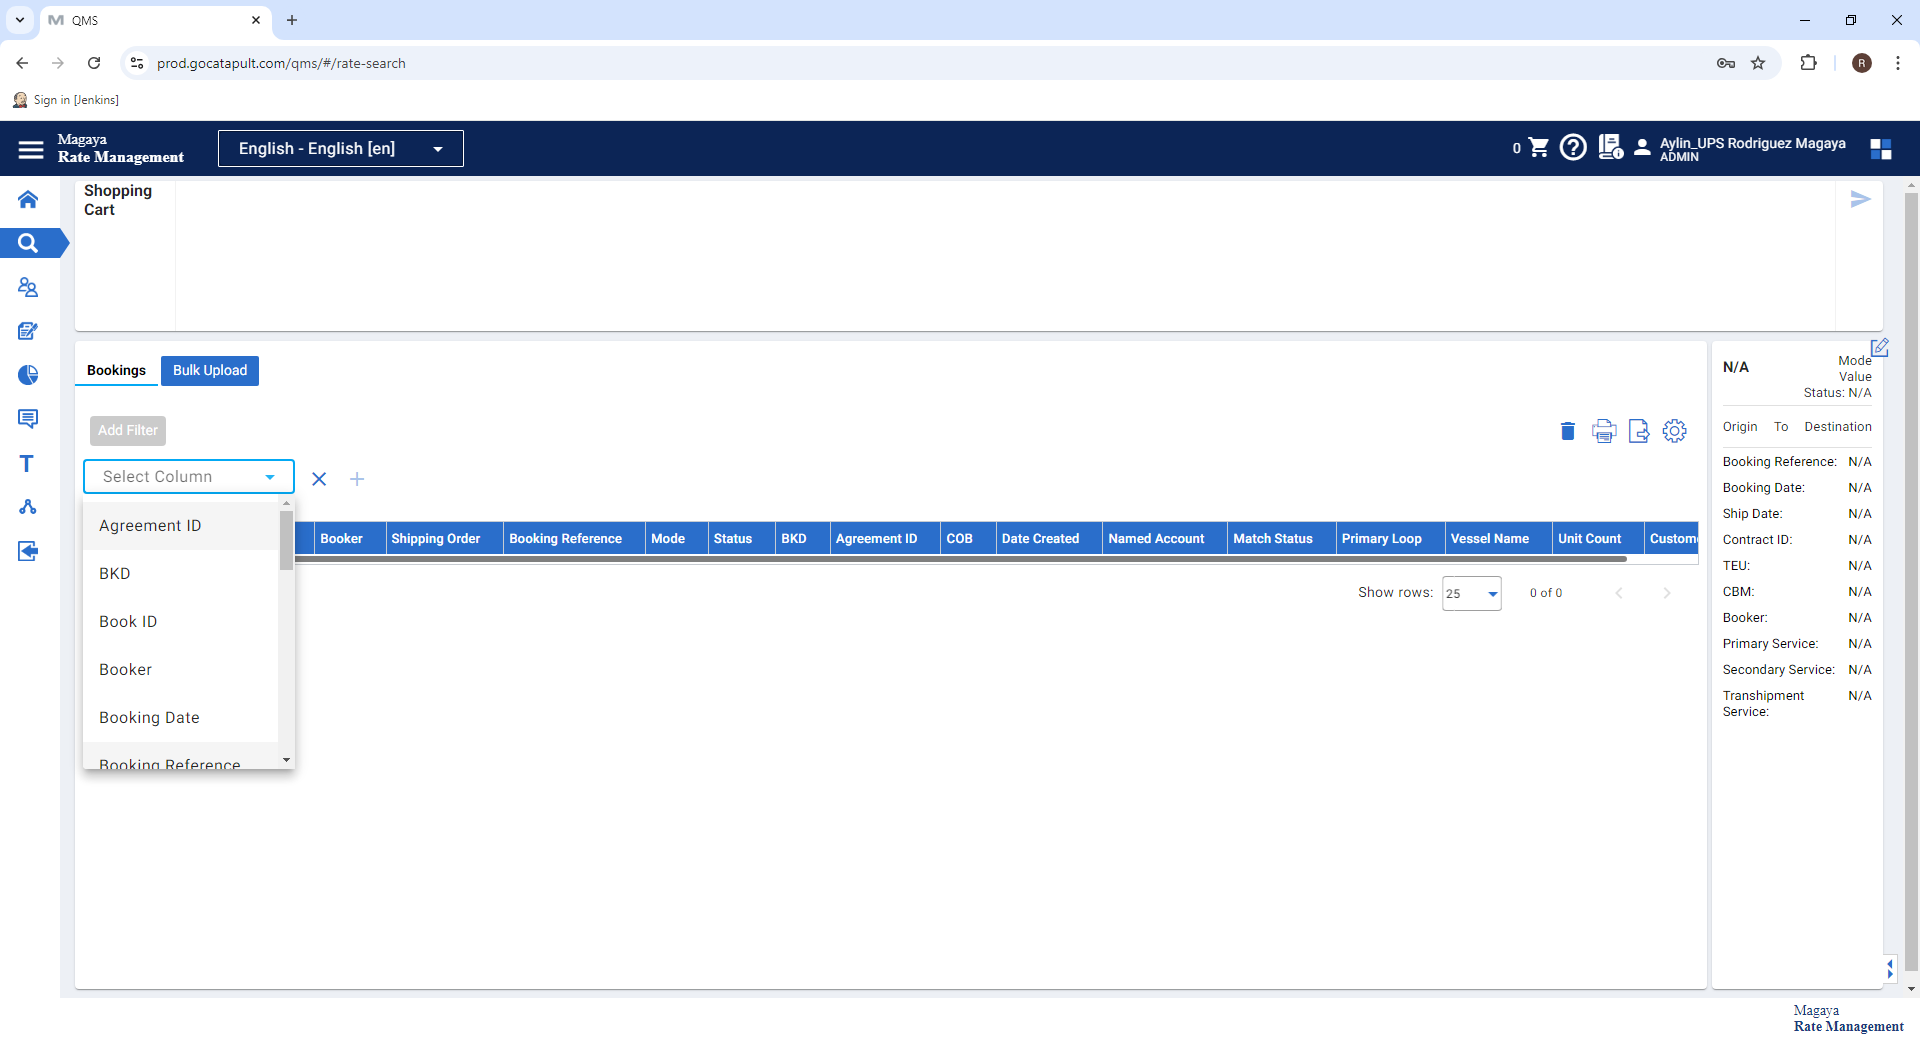 QMS
prod.gocatapult.com/qms/#/rate-search
R
Sign in [Jenkins]
Magaya
Rate Management
English - English [en]
0
Aylin_UPS Rodriguez Magaya
ADMIN
Shopping
Cart
Bookings
Bulk Upload
Add Filter
Select Column
Agreement ID
BKD
Book ID
Booker
Booking Date
Booking Reference
Booker Shipping Order Booking Reference Mode Status BKD Agreement ID COB Date Created Named Account Match Status Primary Loop Vessel Name Unit Count Custome
Show rows: 25 0 of 0
N/A
Mode
Value
Status: N/A
Origin To Destination
Booking Reference: N/A
Booking Date: N/A
Ship Date: N/A
Contract ID: N/A
TEU: N/A
CBM: N/A
Booker: N/A
Primary Service: N/A
Secondary Service: N/A
Transhipment N/A
Service:
Magaya
Rate Management